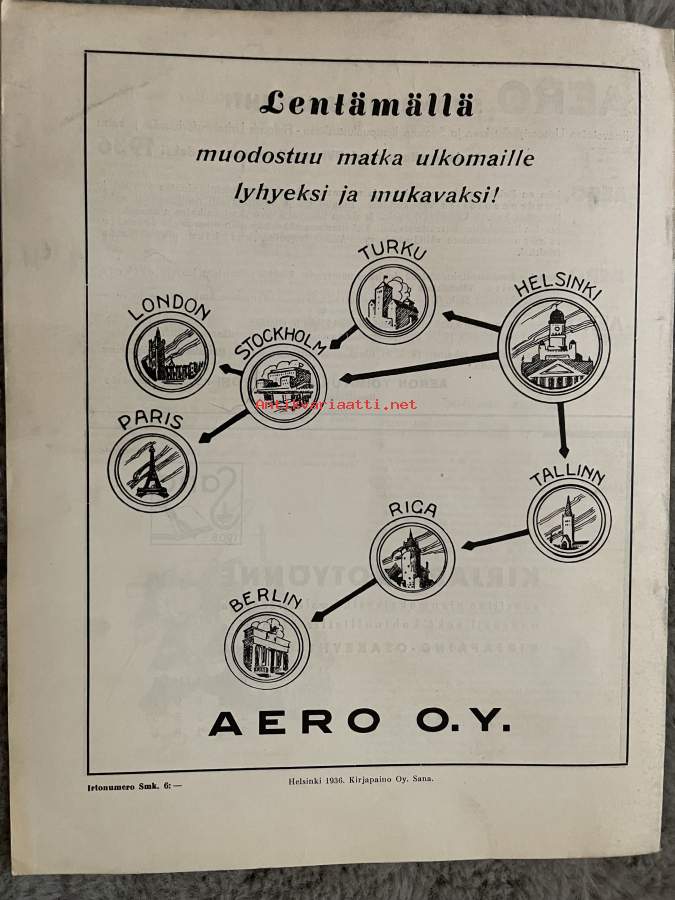 Lentämällä
muodostuu matka ulkomaille
lyhyeksi ja mukavaksi!
TURKU
HELSINKI
LONDON
STOCKHOLM
PARIS
TALLINN
RIGA
BERLIN
AERO O.Y.
Irtonumero Smk. 6:—
Helsinki 1936. Kirjapaino Oy. Sana.
Antikvariaatti.net